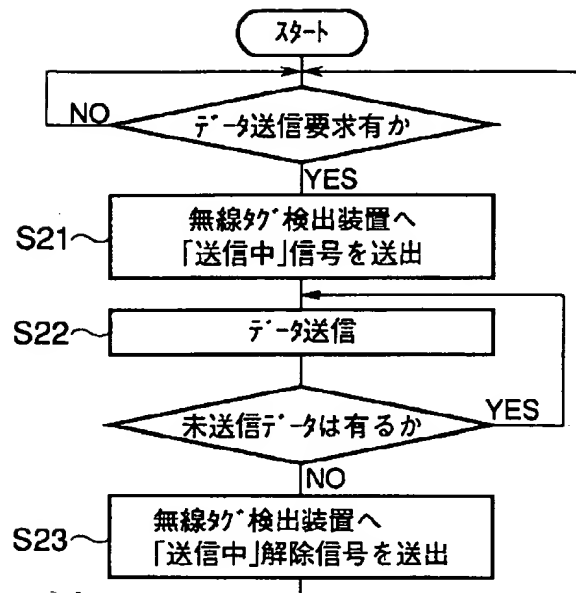 スタート
NO
データ送信要求有か
YES
S21
無線タグ検出装置へ
「送信中」信号を送出
S22
データ送信
未送信データは有るか
YES
NO
S23
無線タグ検出装置へ
「送信中」解除信号を送出